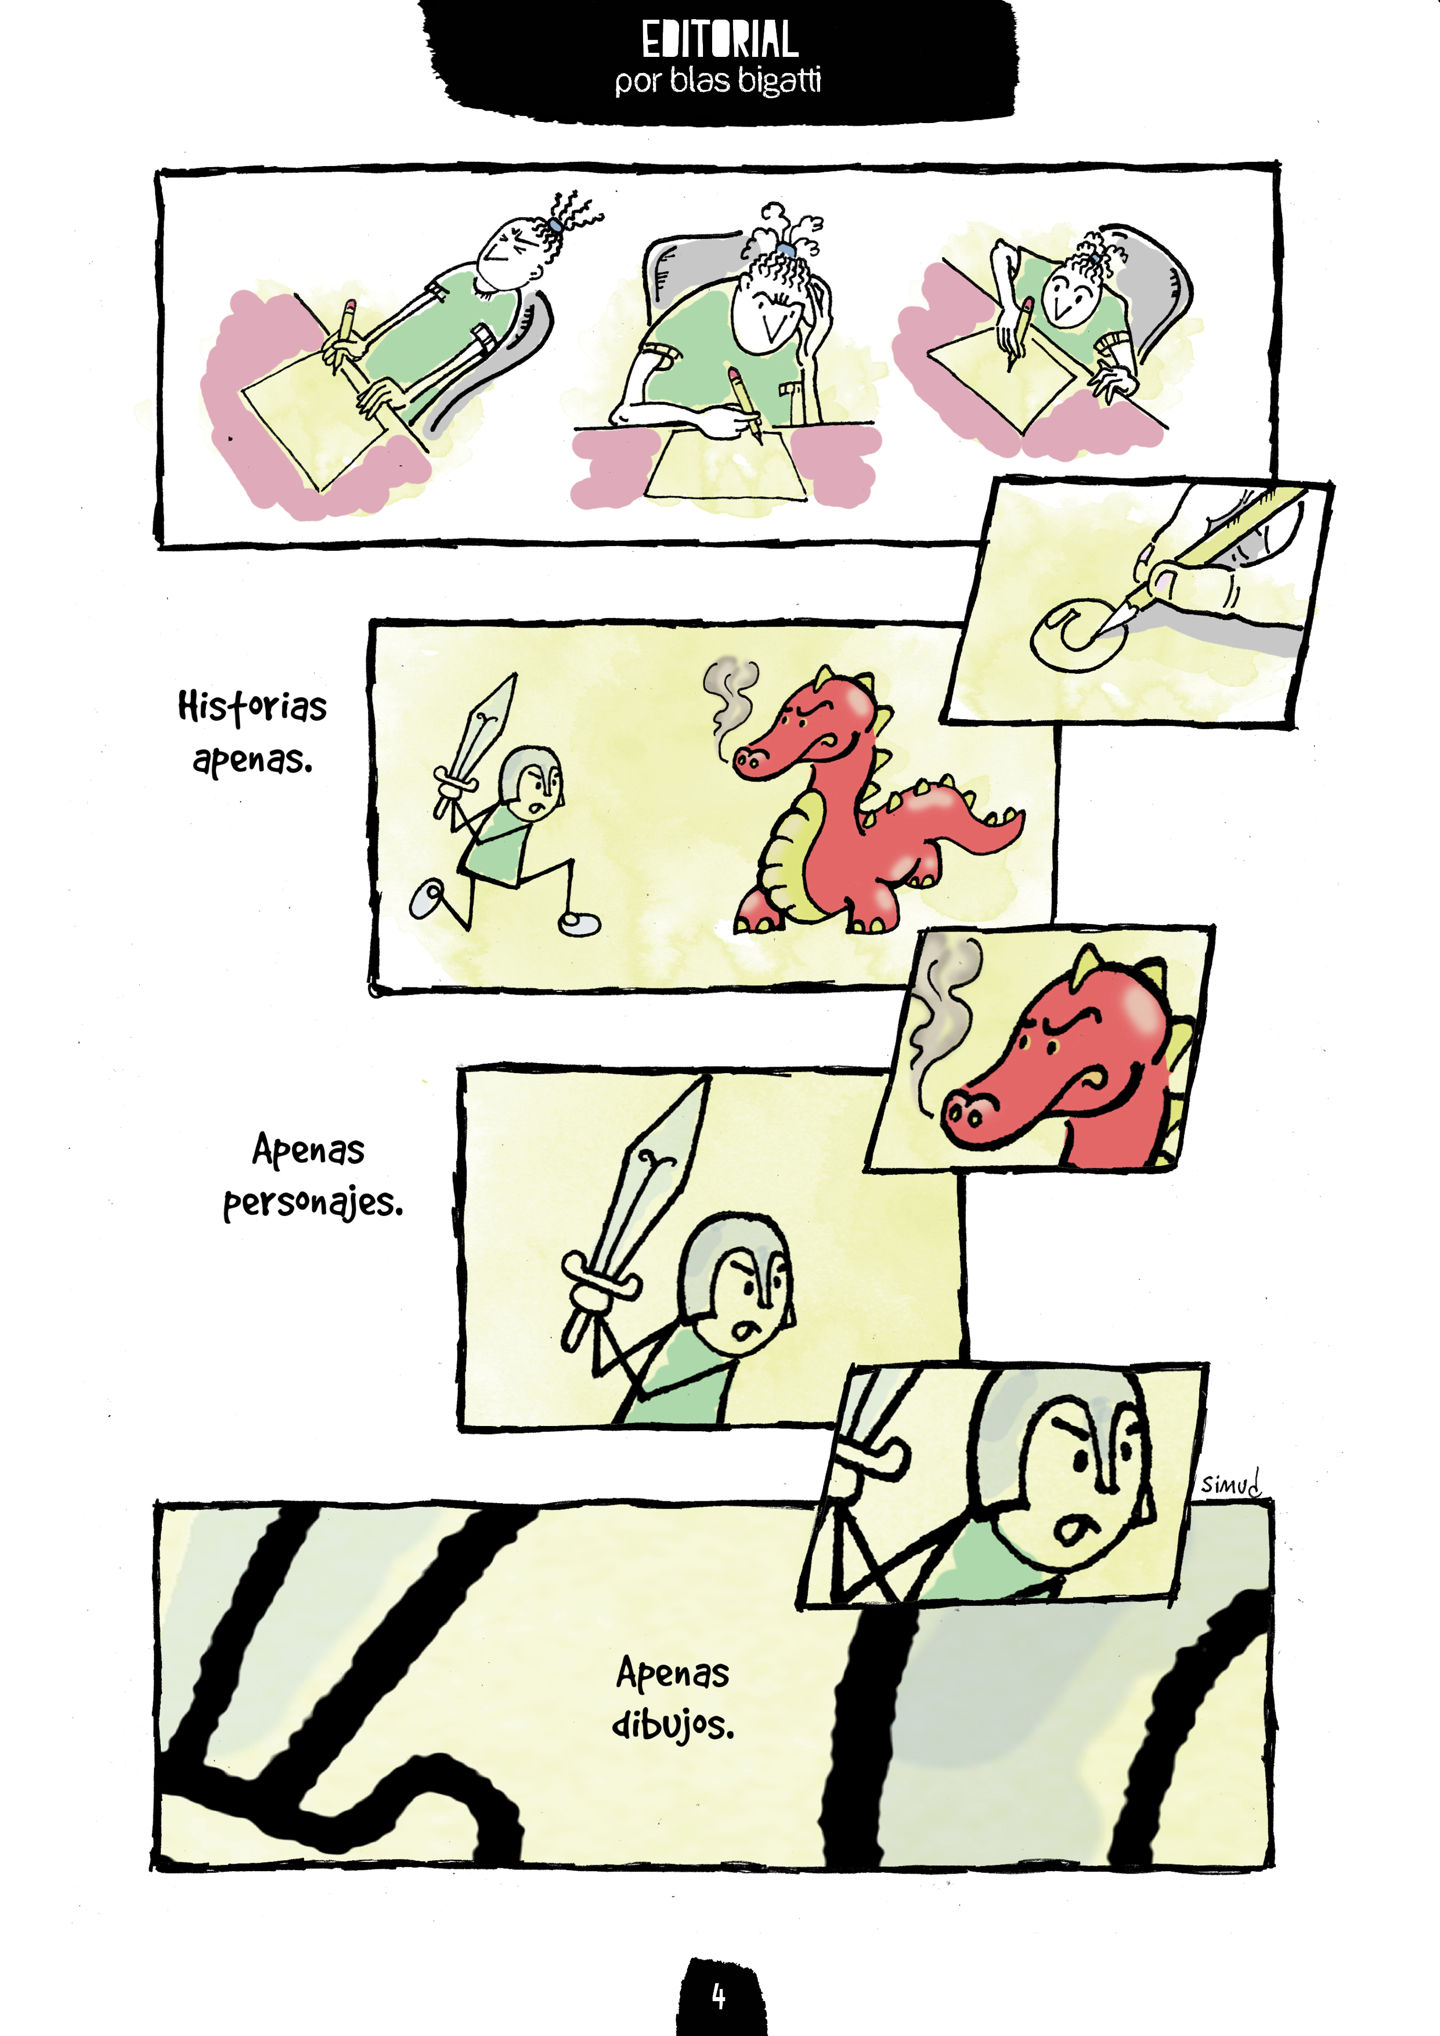 EDITORIAL
por blas bigatti
Historias
apenas.
Apenas
personajes.
simud
Apenas
dibujos.
4